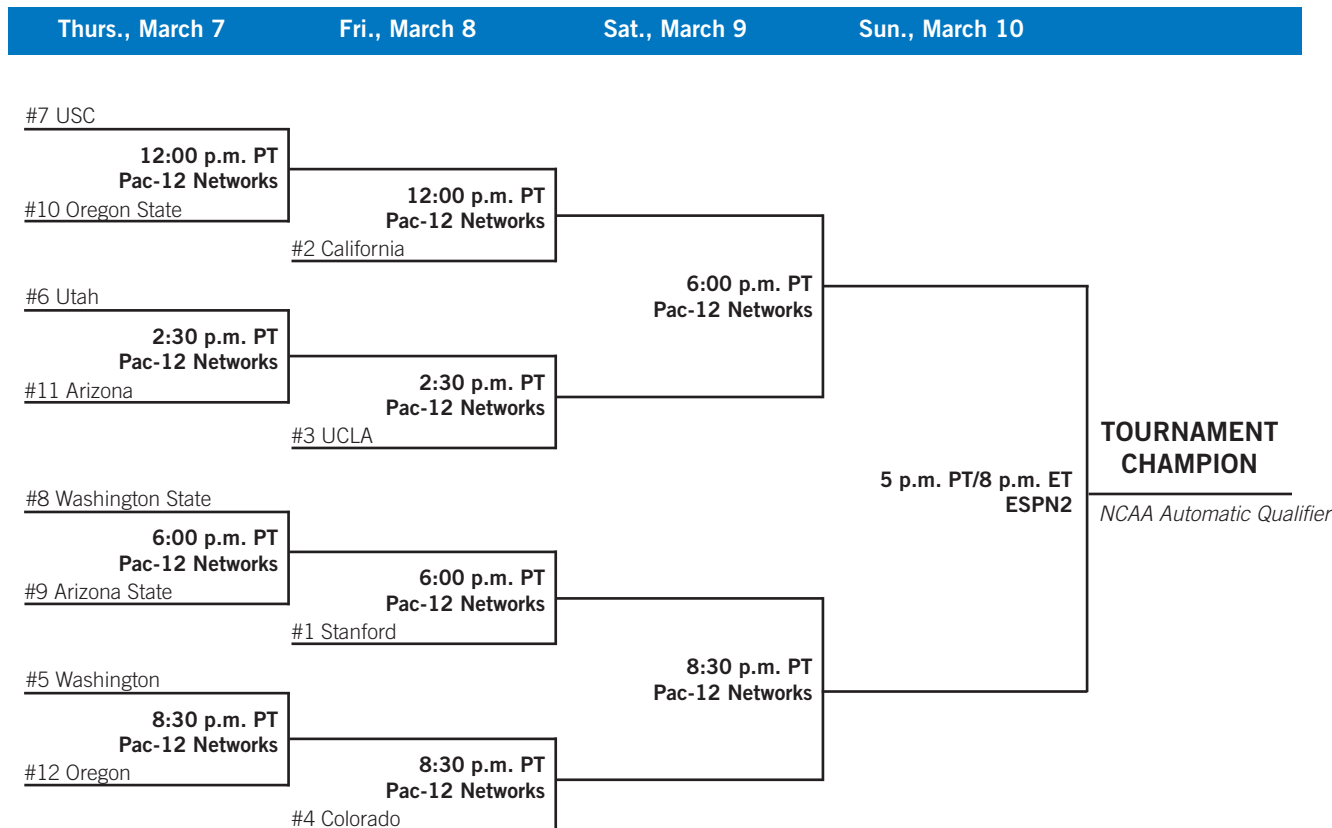 Thurs., March 7
Fri., March 8
Sat., March 9
Sun., March 10
#7 USC
12:00 p.m. PT
Pac-12 Networks
#10 Oregon State
#6 Utah
2:30 p.m. PT
Pac-12 Networks
#11 Arizona
#8 Washington State
6:00 p.m. PT
Pac-12 Networks
#9 Arizona State
#5 Washington
8:30 p.m. PT
Pac-12 Networks
#12 Oregon
12:00 p.m. PT
Pac-12 Networks
#2 California
2:30 p.m. PT
Pac-12 Networks
#3 UCLA
6:00 p.m. PT
Pac-12 Networks
#1 Stanford
8:30 p.m. PT
Pac-12 Networks
#4 Colorado
6:00 p.m. PT
Pac-12 Networks
8:30 p.m. PT
Pac-12 Networks
5 p.m. PT/8 p.m. ET
ESPN2
TOURNAMENT
CHAMPION
NCAA Automatic Qualifier